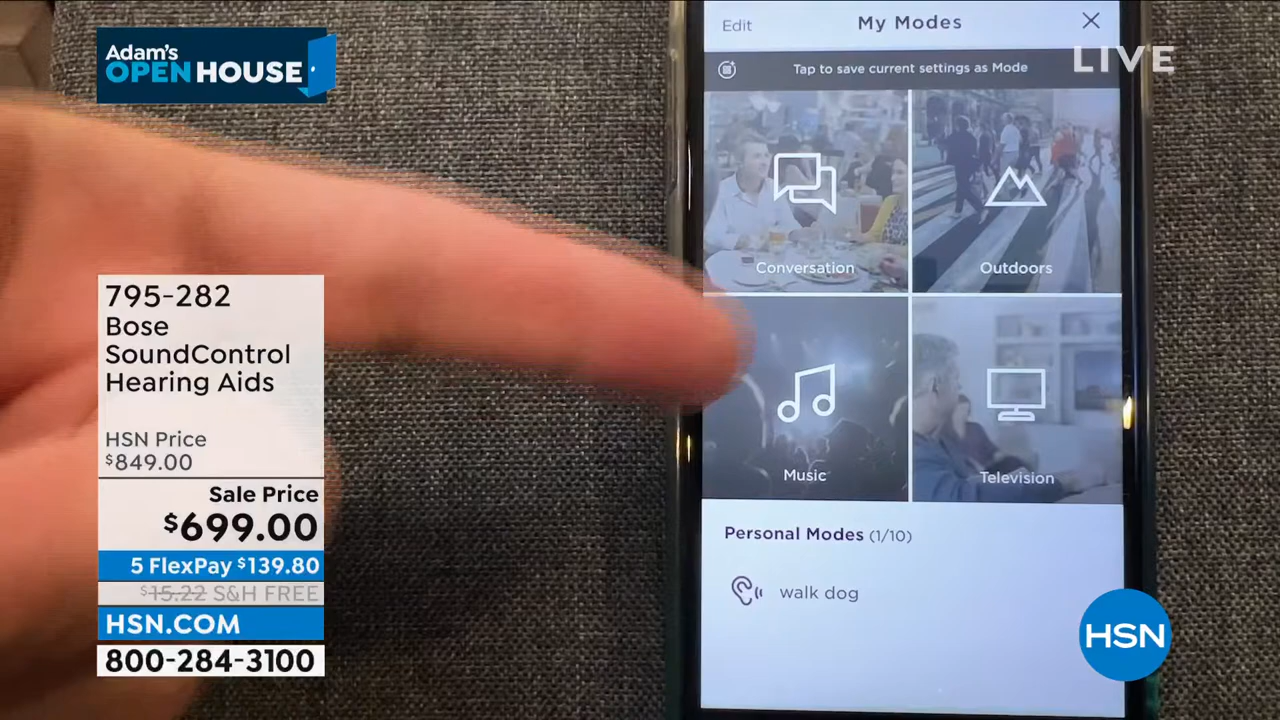 Adam's
OPEN HOUSE
LIVE
795-282
Bose
SoundControl
Hearing Aids
HSN Price
$849.00
Sale Price
$699.00
5 FlexPay $139.80
$15.22 S&H FREE
HSN.COM
800-284-3100
Edit
My Modes
Tap to save current settings as Mode
Conversation
Outdoors
Music
Television
Personal Modes (1/10)
walk dog
HSN